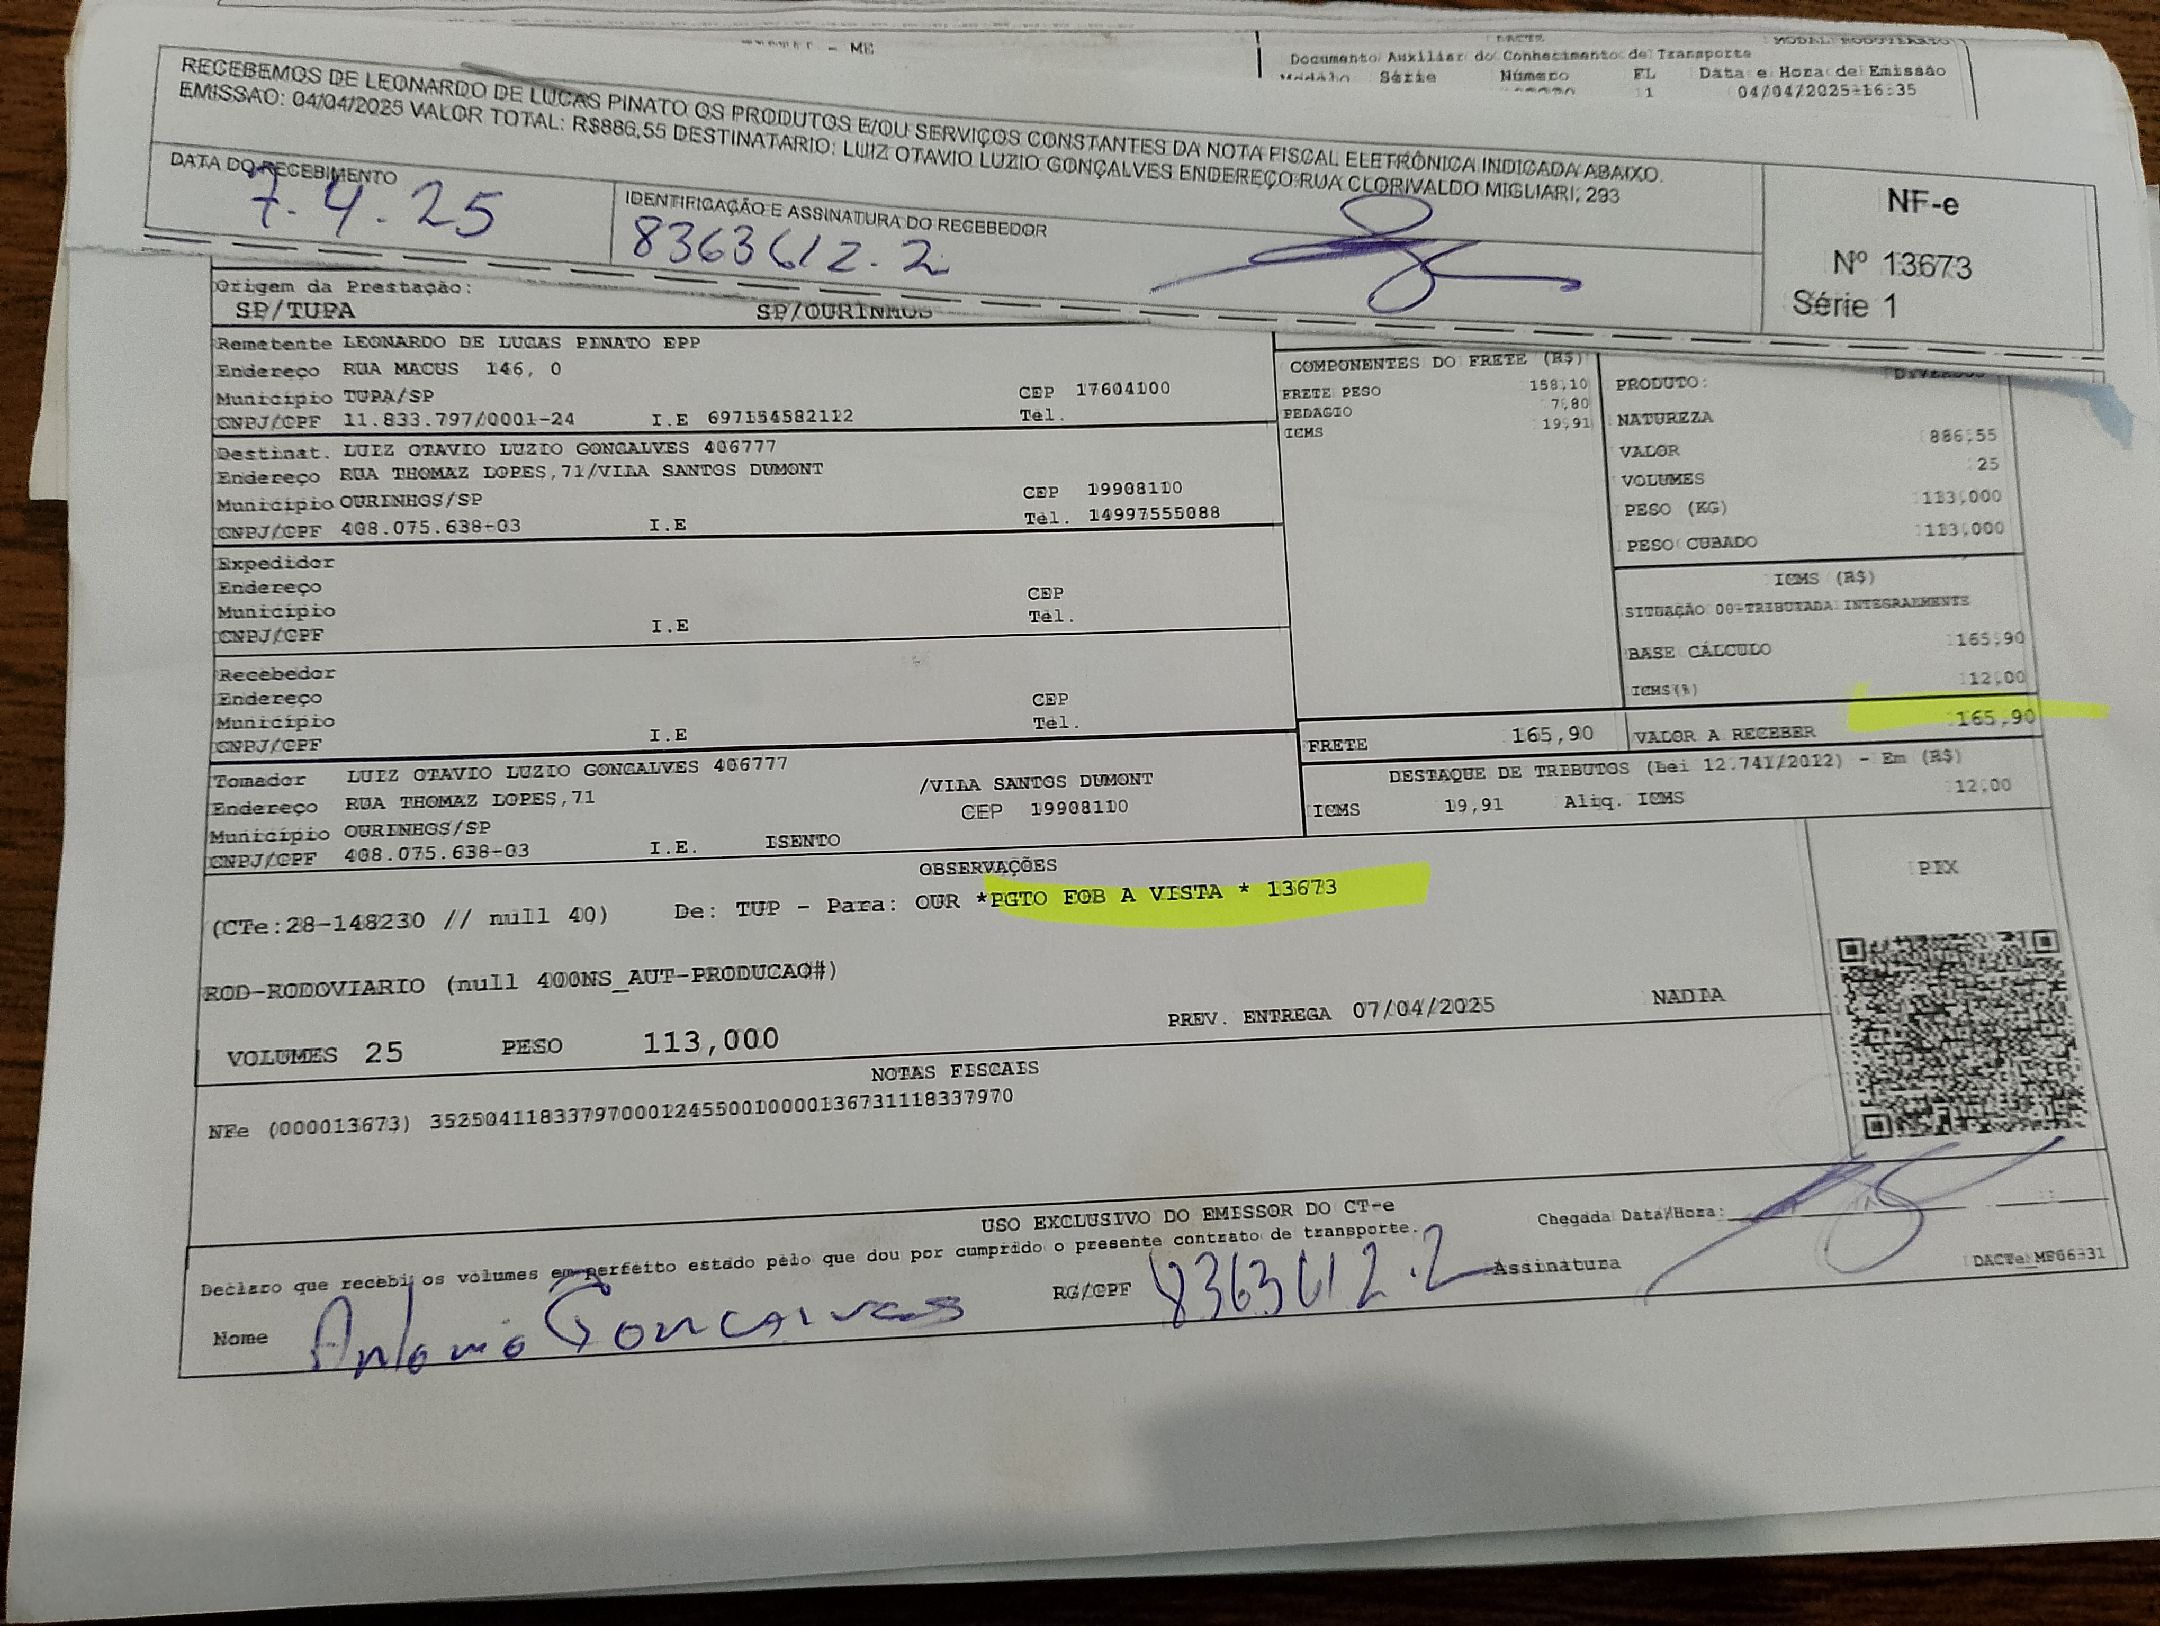 - ME
DACTE
MODAL RODOVIARIO
Documento Auxiliar do Conhecimento de Transporte
Modelo Série Número FL Data e Hora de Emissão
1 04/04/2025-16:35
RECEBEMOS DE LEONARDO DE LUCAS PINATO OS PRODUTOS E/OU SERVIÇOS CONSTANTES DA NOTA FISCAL ELETRÔNICA INDICADA ABAIXO.
EMISSAO: 04/04/2025 VALOR TOTAL: R$886,55 DESTINATARIO: LUIZ OTAVIO LUZIO GONÇALVES ENDEREÇO:RUA CLORIVALDO MIGLIARI, 293
DATA DO RECEBIMENTO
7.4.25
IDENTIFICAÇÃO E ASSINATURA DO RECEBEDOR
8363612.2
NF-e
Nº 13673
Série 1
Origem da Prestação:
SP/TUPA SP/OURINHOS
Remetente LEONARDO DE LUCAS PINATO EPP
Endereço RUA MACUS 146, 0
Município TUPA/SP CEP 17604100
CNPJ/CPF 11.833.797/0001-24 I.E 697154582112 Tél.
Destinat. LUIZ OTAVIO LUZIO GONCALVES 406777
Endereço RUA THOMAZ LOPES,71/VILA SANTOS DUMONT
Município OURINHOS/SP CEP 19908110
CNPJ/CPF 408.075.638-03 I.E Tél. 14997555088
Expedidor
Endereço CEP
Município Tél.
CNPJ/CPF I.E
Recebedor
Endereço CEP
Município Tél.
CNPJ/CPF I.E
Tomador LUIZ OTAVIO LUZIO GONCALVES 406777
Endereço RUA THOMAZ LOPES,71 /VILA SANTOS DUMONT
Município OURINHOS/SP CEP 19908110
CNPJ/CPF 408.075.638-03 I.E. ISENTO
COMPONENTES DO FRETE (R$)
FRETE PESO 158,10
PEDAGIO 7,80
ICMS 19,91
PRODUTO: DIVERSOS
NATUREZA
VALOR 886,55
VOLUMES 25
PESO (KG) 113,000
PESO CUBADO 113,000
ICMS (R$)
SITUAÇÃO 00-TRIBUTADA INTEGRALMENTE
BASE CÁLCULO 165,90
ICMS(%) 12,00
FRETE 165,90 VALOR A RECEBER 165,90
DESTAQUE DE TRIBUTOS (Lei 12.741/2012) - Em (R$)
ICMS 19,91 Aliq. ICMS 12,00
OBSERVAÇÕES
(CTe:28-148230 // null 40) De: TUP - Para: OUR *PGTO FOB A VISTA * 13673
ROD-RODOVIARIO (null 400NS_AUT-PRODUCAO#)
VOLUMES 25 PESO 113,000 PREV. ENTREGA 07/04/2025 NADIA
PIX
NOTAS FISCAIS
NFe (000013673) 35250411833797000124550010000136731118337970
USO EXCLUSIVO DO EMISSOR DO CT-e
Declaro que recebi os volumes em perfeito estado pelo que dou por cumprido o presente contrato de transporte.
Chegada Data/Hora:
Nome Antonio Goncalves RG/CPF 8363612.2 Assinatura
DACTe MF06331